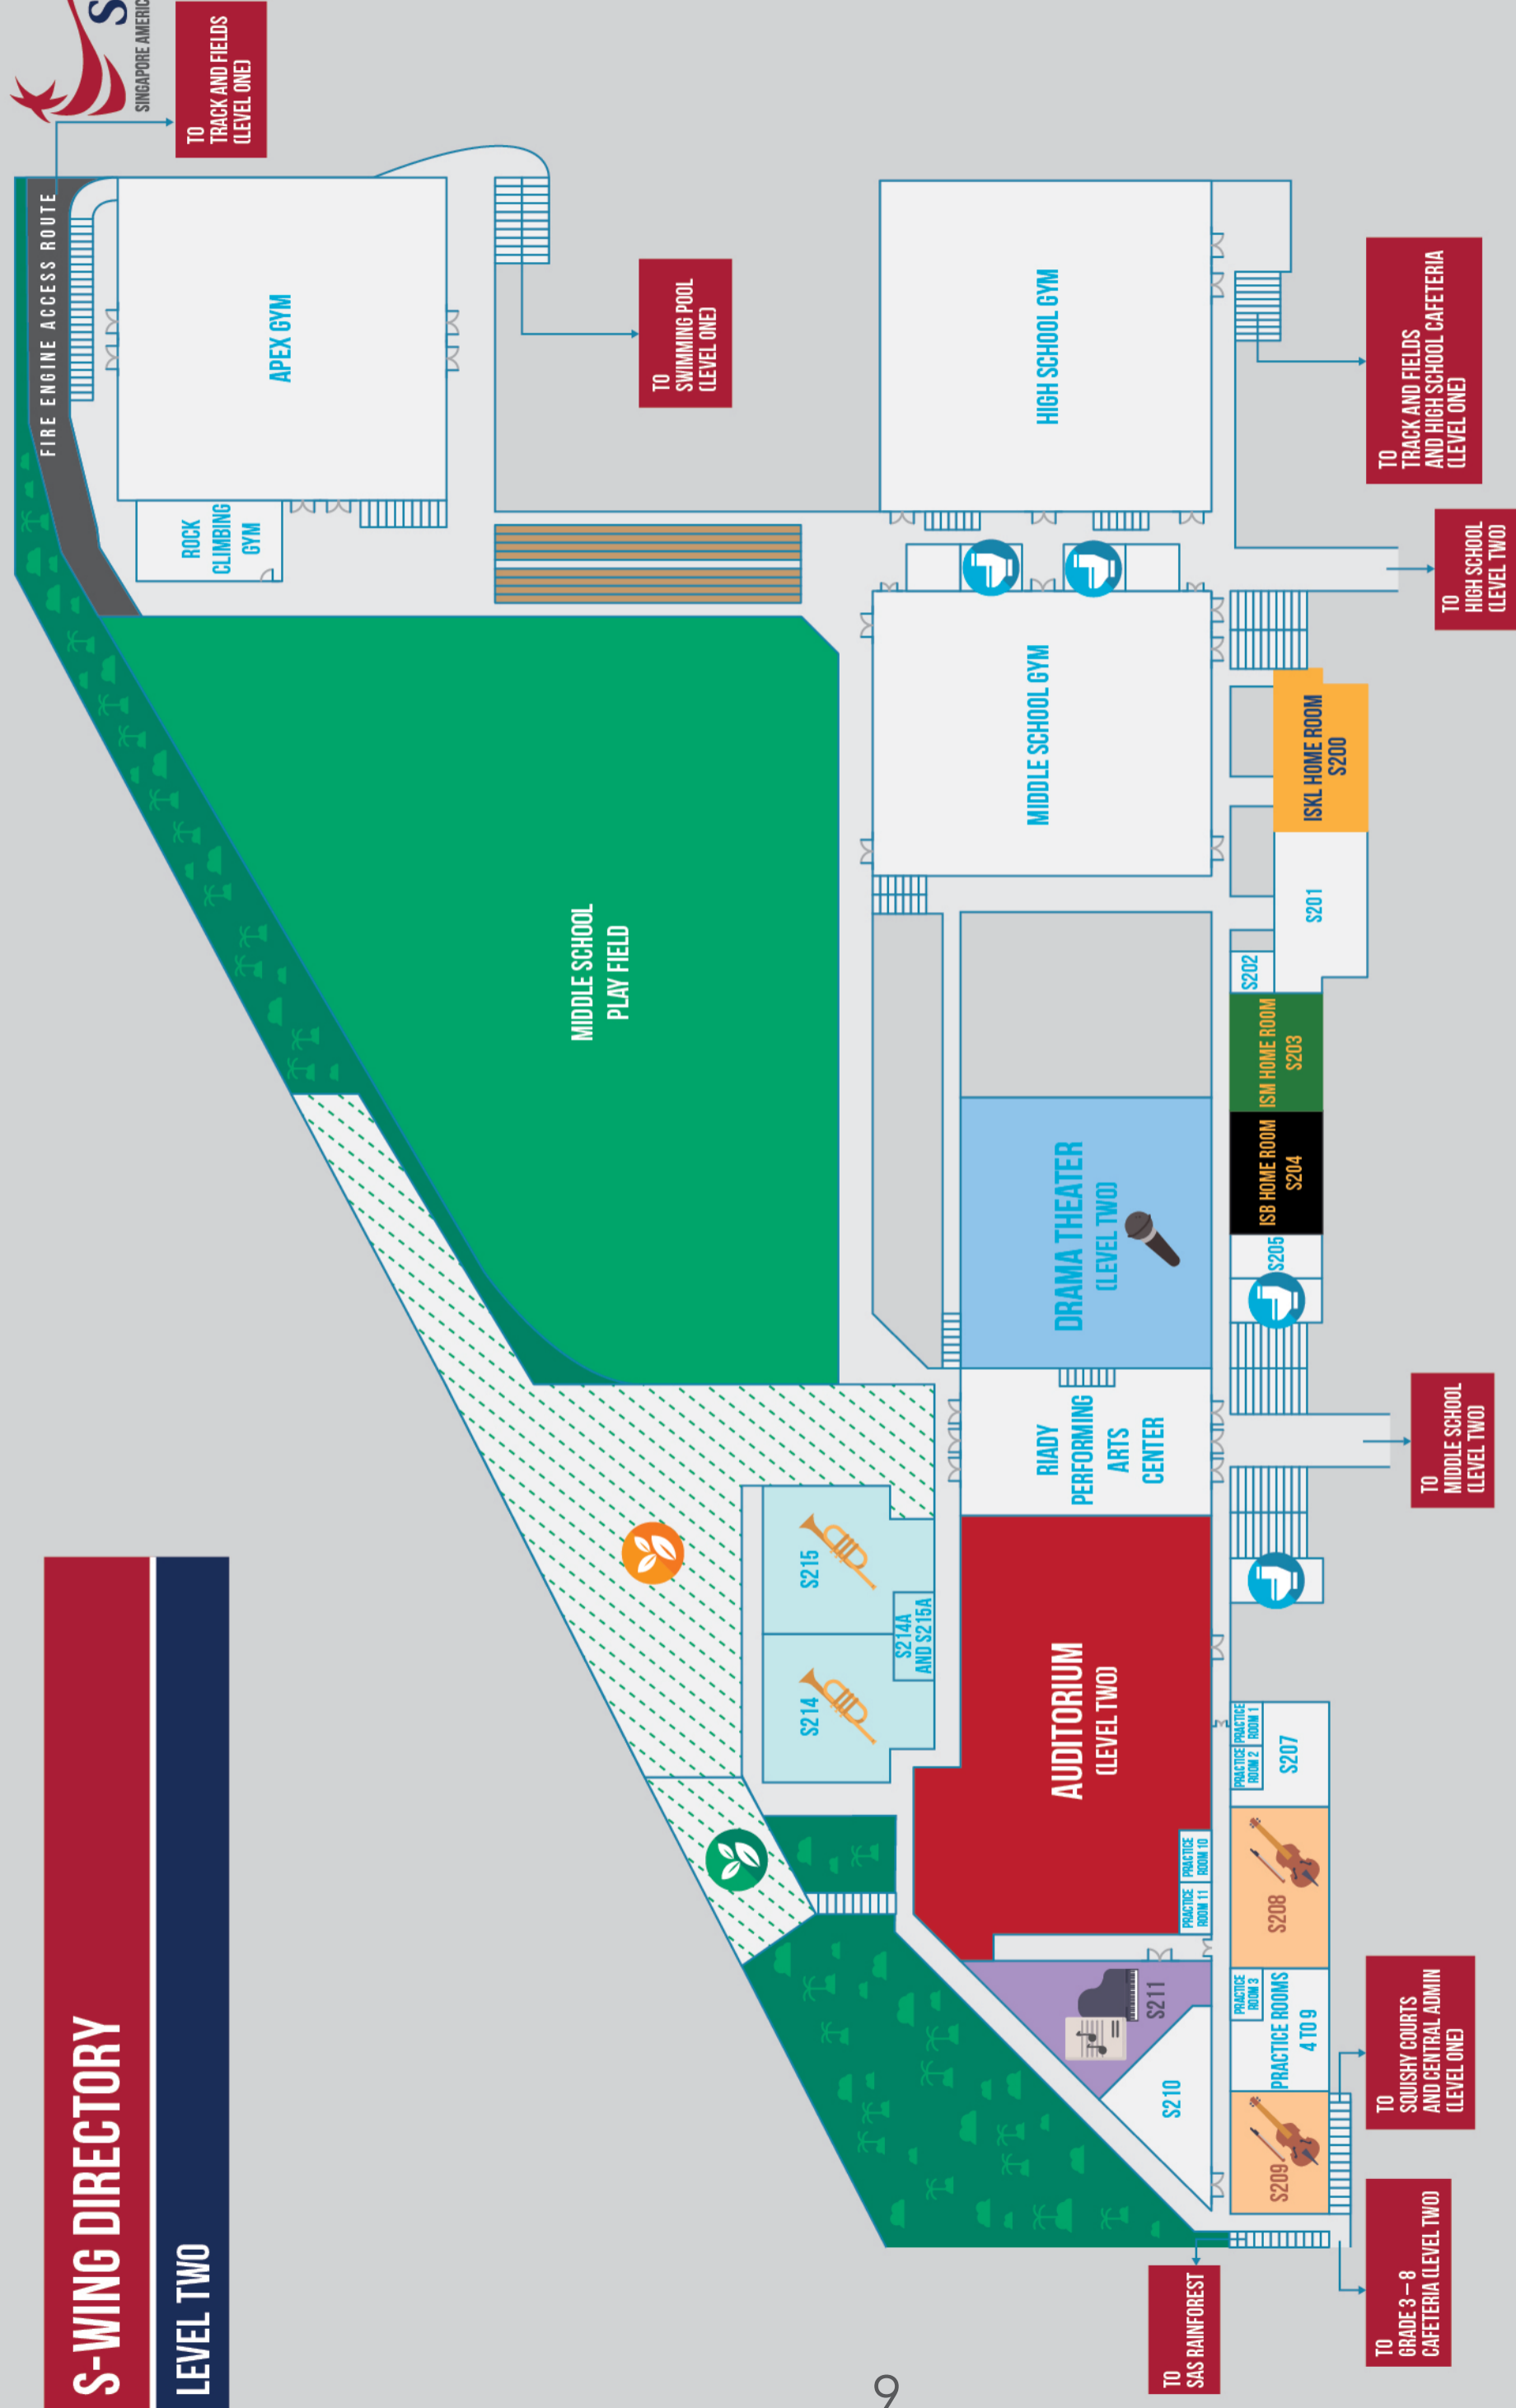 S-WING DIRECTORY
LEVEL TWO
SINGAPORE AMERIC
FIRE ENGINE ACCESS ROUTE
TO
TRACK AND FIELDS
(LEVEL ONE)
ROCK
CLIMBING
GYM
APEX GYM
TO
SWIMMING POOL
(LEVEL ONE)
MIDDLE SCHOOL
PLAY FIELD
S214
S215
S214A
AND S215A
AUDITORIUM
(LEVEL TWO)
RIADY
PERFORMING
ARTS
CENTER
DRAMA THEATER
(LEVEL TWO)
MIDDLE SCHOOL GYM
HIGH SCHOOL GYM
S210
S211
PRACTICE
ROOM 11
PRACTICE
ROOM 10
S209
PRACTICE
ROOM 3
PRACTICE ROOMS
4 TO 9
S208
PRACTICE
ROOM 2
PRACTICE
ROOM 1
S207
S205
ISB HOME ROOM
S204
ISM HOME ROOM
S203
S202
S201
ISKL HOME ROOM
S200
TO
SAS RAINFOREST
TO
GRADE 3 – 8
CAFETERIA (LEVEL TWO)
TO
SQUISHY COURTS
AND CENTRAL ADMIN
(LEVEL ONE)
TO
MIDDLE SCHOOL
(LEVEL TWO)
TO
HIGH SCHOOL
(LEVEL TWO)
TO
TRACK AND FIELDS
AND HIGH SCHOOL CAFETERIA
(LEVEL ONE)
9